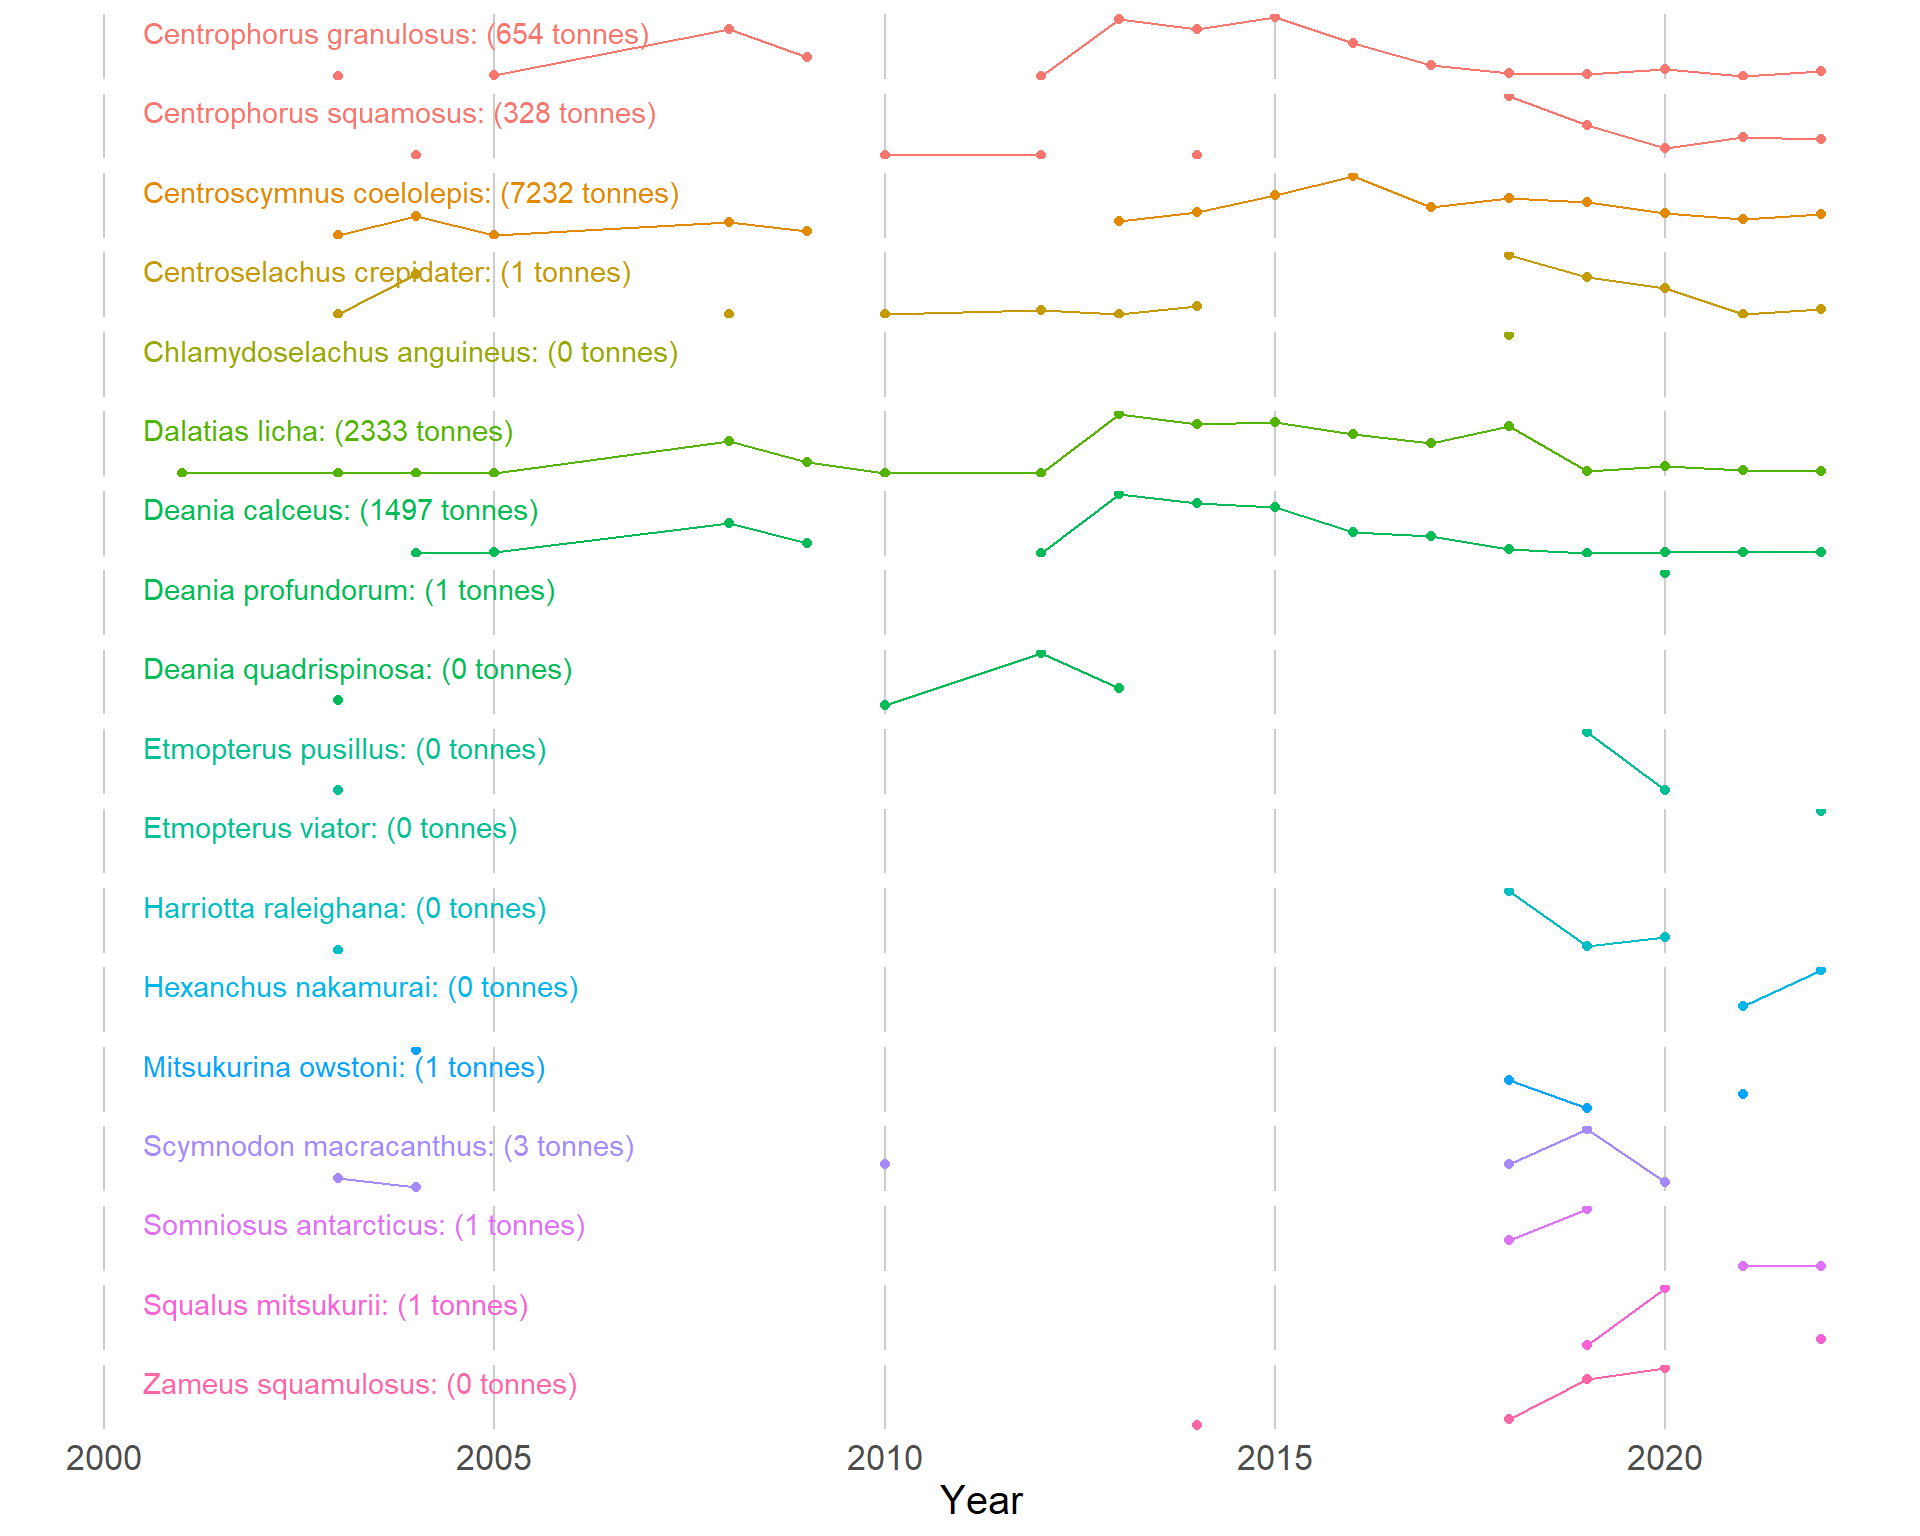 Centrophorus granulosus: (654 tonnes)
Centrophorus squamosus: (328 tonnes)
Centroscymnus coelolepis: (7232 tonnes)
Centroselachus crepidater: (1 tonnes)
Chlamydoselachus anguineus: (0 tonnes)
Dalatias licha: (2333 tonnes)
Deania calceus: (1497 tonnes)
Deania profundorum: (1 tonnes)
Deania quadrispinosa: (0 tonnes)
Etmopterus pusillus: (0 tonnes)
Etmopterus viator: (0 tonnes)
Harriotta raleighana: (0 tonnes)
Hexanchus nakamurai: (0 tonnes)
Mitsukurina owstoni: (1 tonnes)
Scymnodon macracanthus: (3 tonnes)
Somniosus antarcticus: (1 tonnes)
Squalus mitsukurii: (1 tonnes)
Zameus squamulosus: (0 tonnes)
2000 2005 2010 2015 2020
Year